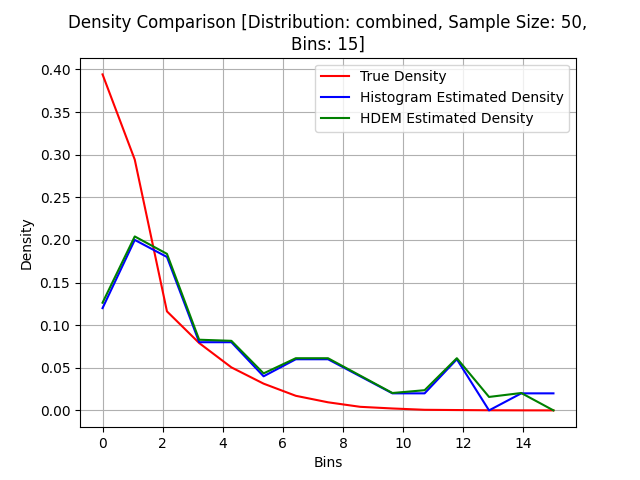 Density Comparison [Distribution: combined, Sample Size: 50,
Bins: 15]
True Density
Histogram Estimated Density
HDEM Estimated Density
0.40
0.35
0.30
0.25
0.20
0.15
0.10
0.05
0.00
Density
0 2 4 6 8 10 12 14
Bins